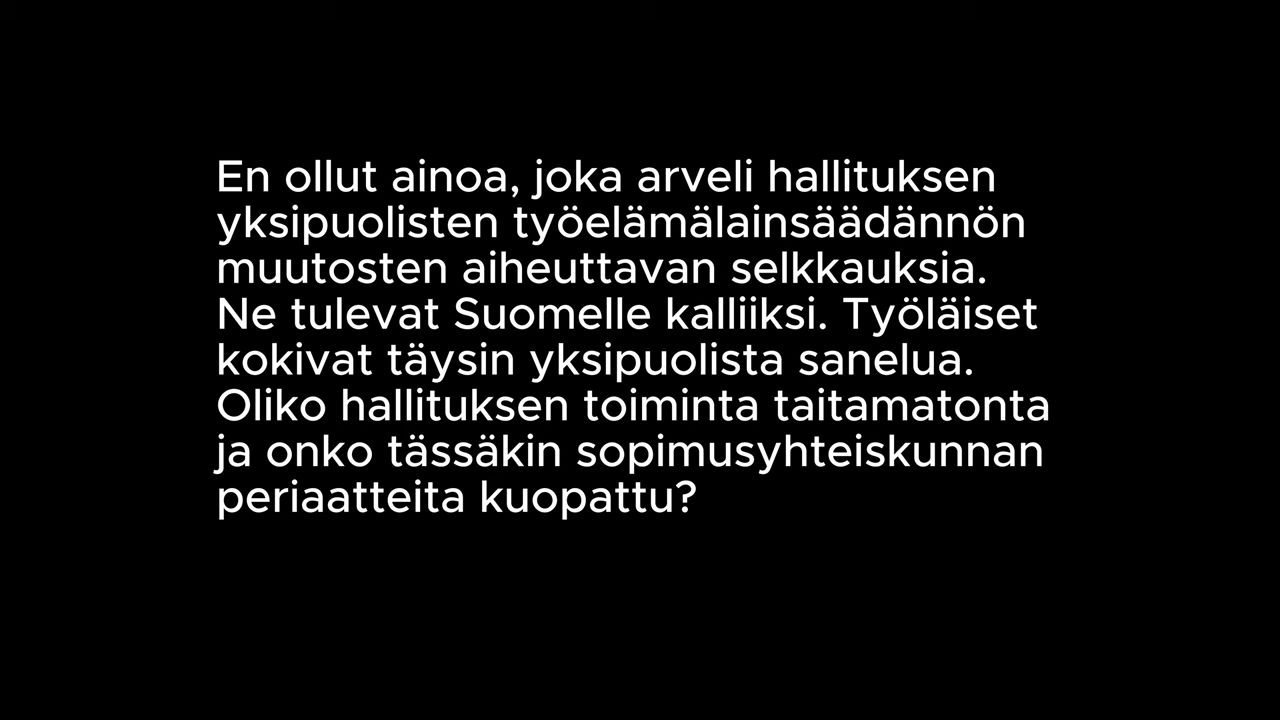 En ollut ainoa, joka arveli hallituksen
yksipuolisten työelämälainsäädännön
muutosten aiheuttavan selkkauksia.
Ne tulevat Suomelle kalliiksi. Työläiset
kokivat täysin yksipuolista sanelua.
Oliko hallituksen toiminta taitamatonta
ja onko tässäkin sopimusyhteiskunnan
periaatteita kuopattu?